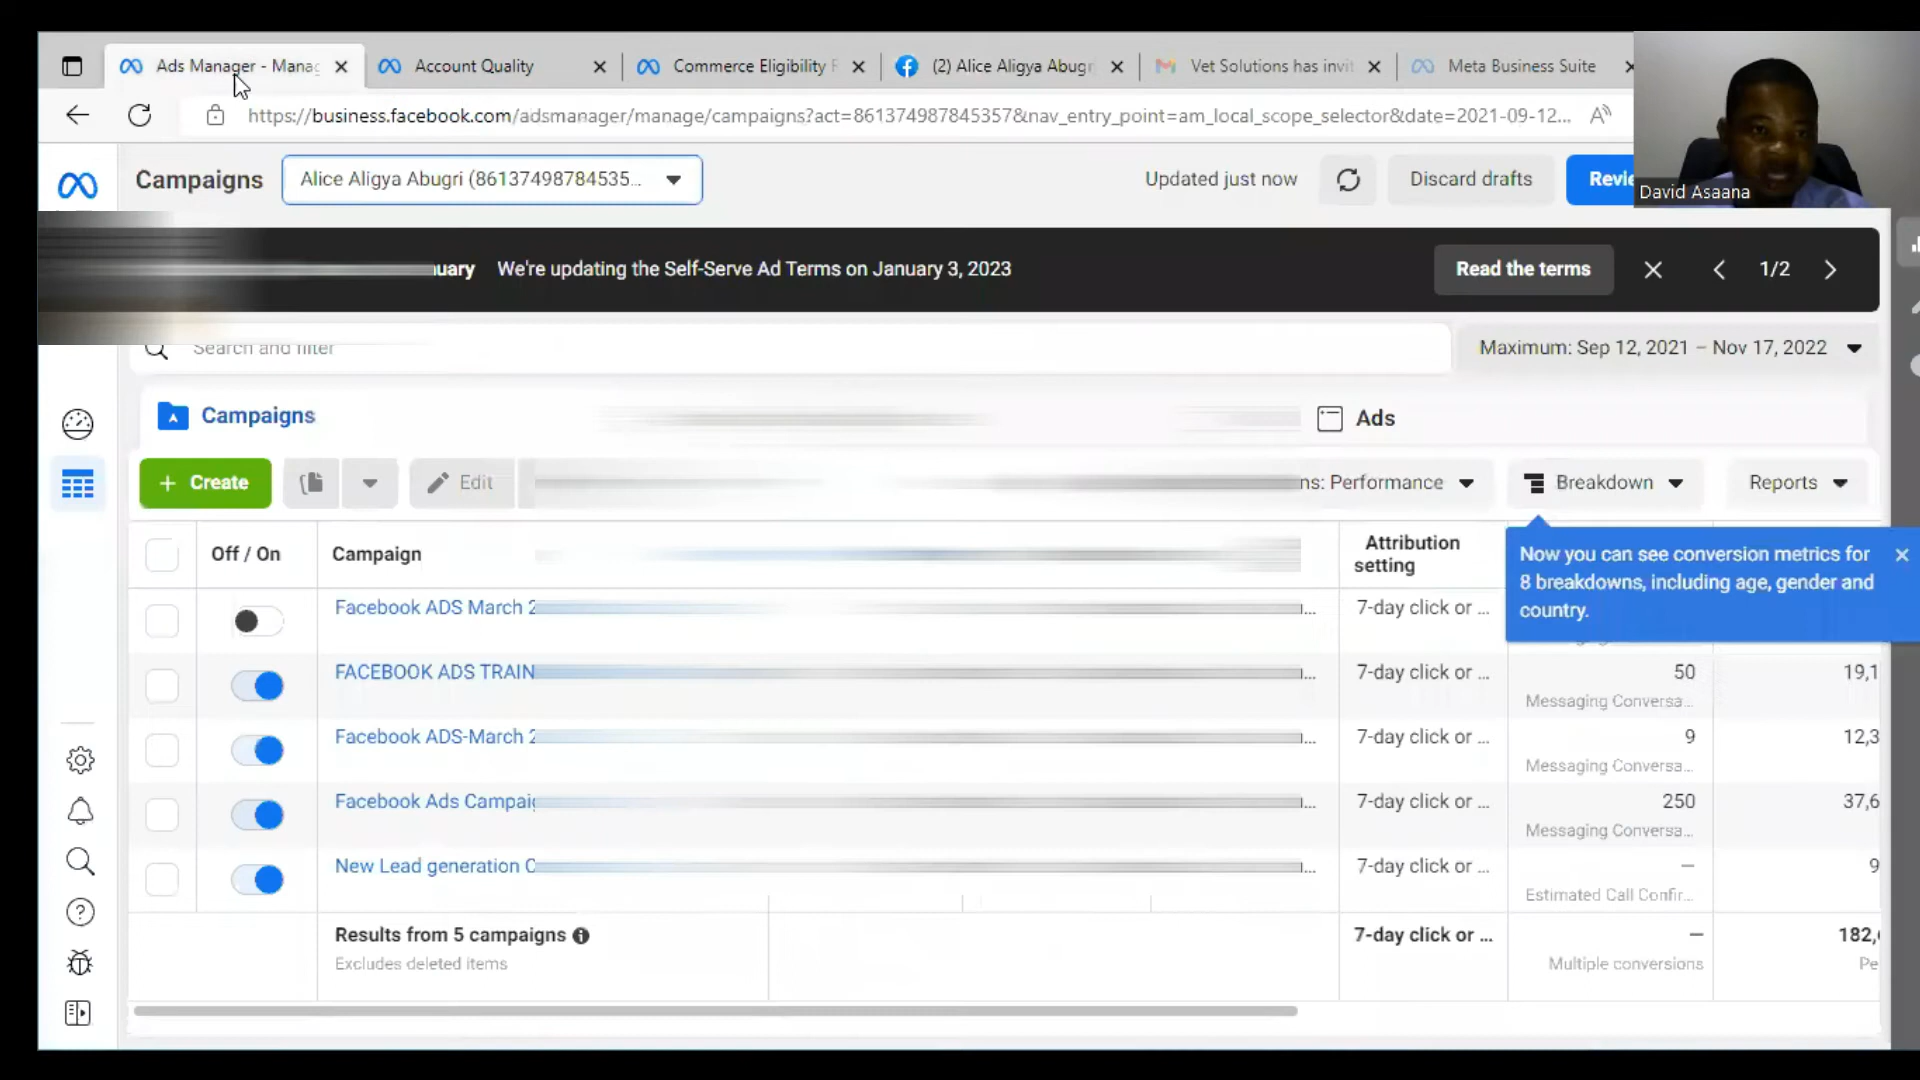 Ads Manager - Manag
Account Quality
Commerce Eligibility
(2) Alice Aligya Abugr
Vet Solutions has invit
Meta Business Suite
https://business.facebook.com/adsmanager/manage/campaigns?act=861374987845357&nav_entry_point=am_local_scope_selector&date=2021-09-12...
David Asaana
Campaigns
Alice Aligya Abugri (86137498784535...
Updated just now
Discard drafts
Revie
uary We're updating the Self-Serve Ad Terms on January 3, 2023
Read the terms
1/2
Search and filter
Maximum: Sep 12, 2021 – Nov 17, 2022
Campaigns
Ads
+ Create
Edit
ns: Performance
Breakdown
Reports
Off / On
Campaign
Attribution
setting
Now you can see conversion metrics for
8 breakdowns, including age, gender and
country.
Facebook ADS March 2
...
7-day click or ...
FACEBOOK ADS TRAIN
...
7-day click or ...
50
19,1
Messaging Conversa...
Facebook ADS-March 2
...
7-day click or ...
9
12,3
Messaging Conversa...
Facebook Ads Campaig
...
7-day click or ...
250
37,6
Messaging Conversa...
New Lead generation C
...
7-day click or ...
—
9
Estimated Call Confir...
Results from 5 campaigns
7-day click or ...
—
182,
Excludes deleted items
Multiple conversions
Pe